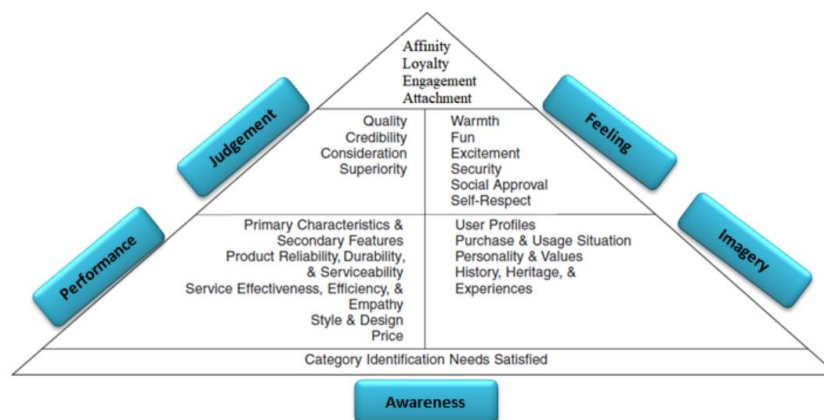 Affinity
Loyalty
Engagement
Attachment
Judgement
Feeling
Quality
Credibility
Consideration
Superiority
Warmth
Fun
Excitement
Security
Social Approval
Self-Respect
Performance
Imagery
Primary Characteristics &
Secondary Features
Product Reliability, Durability,
& Serviceability
Service Effectiveness, Efficiency, &
Empathy
Style & Design
Price
User Profiles
Purchase & Usage Situation
Personality & Values
History, Heritage, &
Experiences
Category Identification Needs Satisfied
Awareness